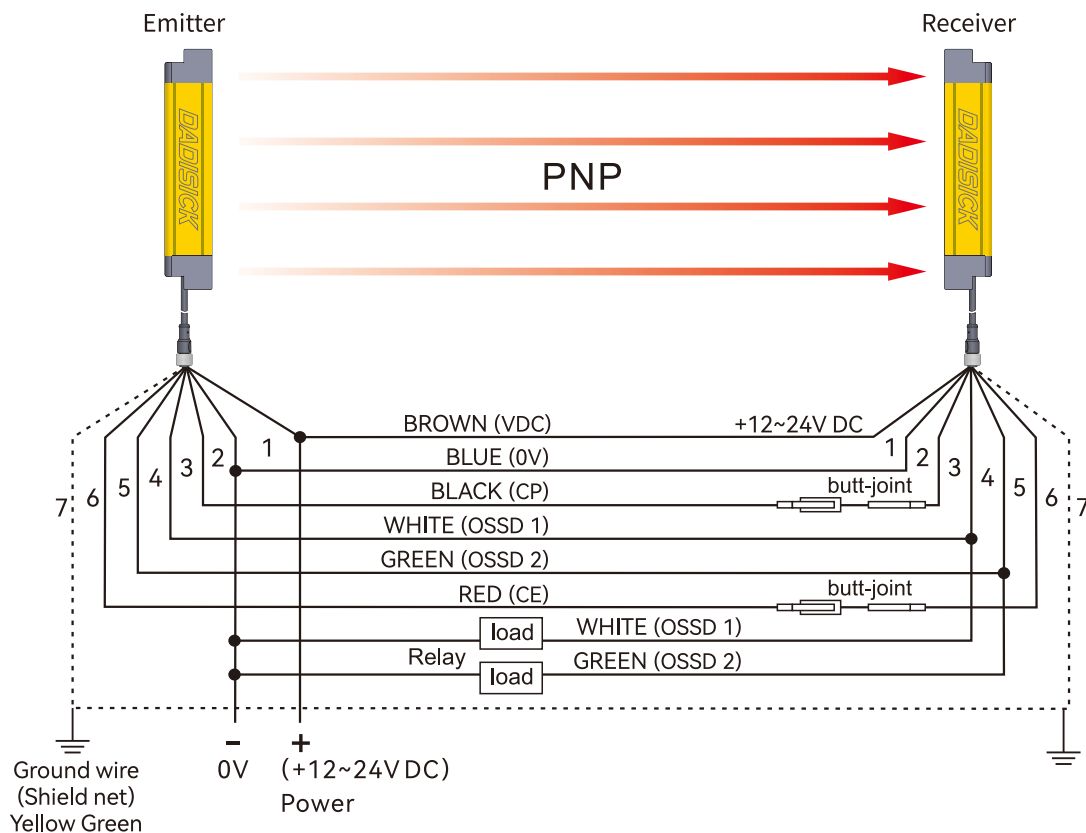 Emitter
Receiver
DADISICK
DADISICK
PNP
BROWN (VDC)
+12~24V DC
1
1
BLUE (0V)
2
2
BLACK (CP)
butt-joint
3
3
WHITE (OSSD 1)
4
4
GREEN (OSSD 2)
5
5
RED (CE)
butt-joint
6
6
7
7
load
WHITE (OSSD 1)
Relay
load
GREEN (OSSD 2)
-
+
0V
(+12~24V DC)
Power
Ground wire
(Shield net)
Yellow Green